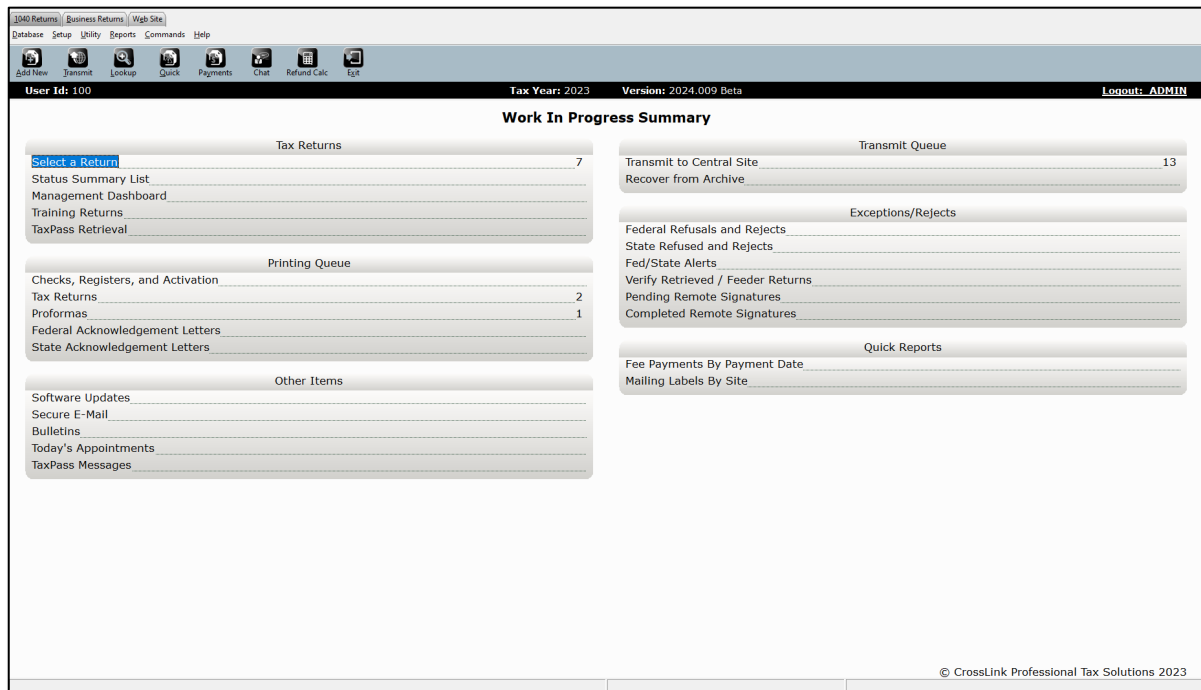 1040 Returns Business Returns Web Site
Database Setup Utility Reports Commands Help
Add New Transmit Lookup Quick Payments Chat Refund Calc Exit
User Id: 100 Tax Year: 2023 Version: 2024.009 Beta Logout: ADMIN
Work In Progress Summary
Tax Returns
Select a Return 7
Status Summary List
Management Dashboard
Training Returns
TaxPass Retrieval
Printing Queue
Checks, Registers, and Activation
Tax Returns 2
Proformas 1
Federal Acknowledgement Letters
State Acknowledgement Letters
Other Items
Software Updates
Secure E-Mail
Bulletins
Today's Appointments
TaxPass Messages
Transmit Queue
Transmit to Central Site 13
Recover from Archive
Exceptions/Rejects
Federal Refusals and Rejects
State Refused and Rejects
Fed/State Alerts
Verify Retrieved / Feeder Returns
Pending Remote Signatures
Completed Remote Signatures
Quick Reports
Fee Payments By Payment Date
Mailing Labels By Site
© CrossLink Professional Tax Solutions 2023